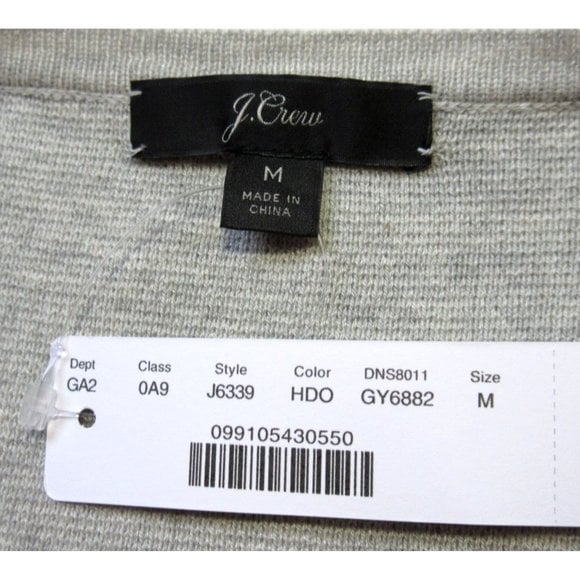 J.Crew
M
MADE IN
CHINA
Dept Class Style Color DNS8011 Size
GA2 0A9 J6339 HDO GY6882 M
099105430550